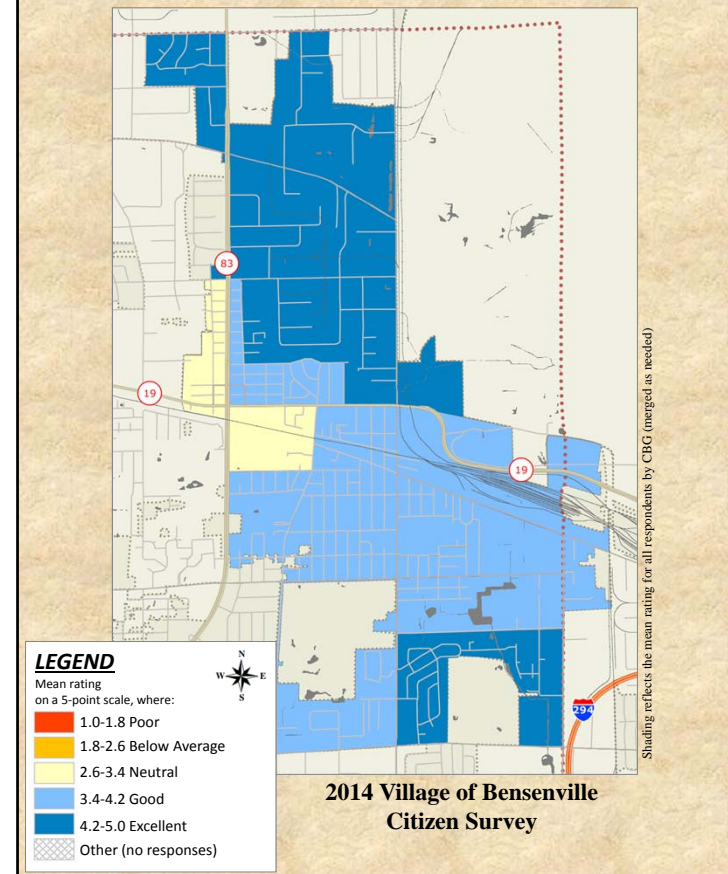 83
19
19
294
Shading reflects the mean rating for all respondents by CBG (merged as needed)
LEGEND
Mean rating
on a 5-point scale, where:
N
W E
S
1.0-1.8 Poor
1.8-2.6 Below Average
2.6-3.4 Neutral
3.4-4.2 Good
4.2-5.0 Excellent
Other (no responses)
2014 Village of Bensenville
Citizen Survey